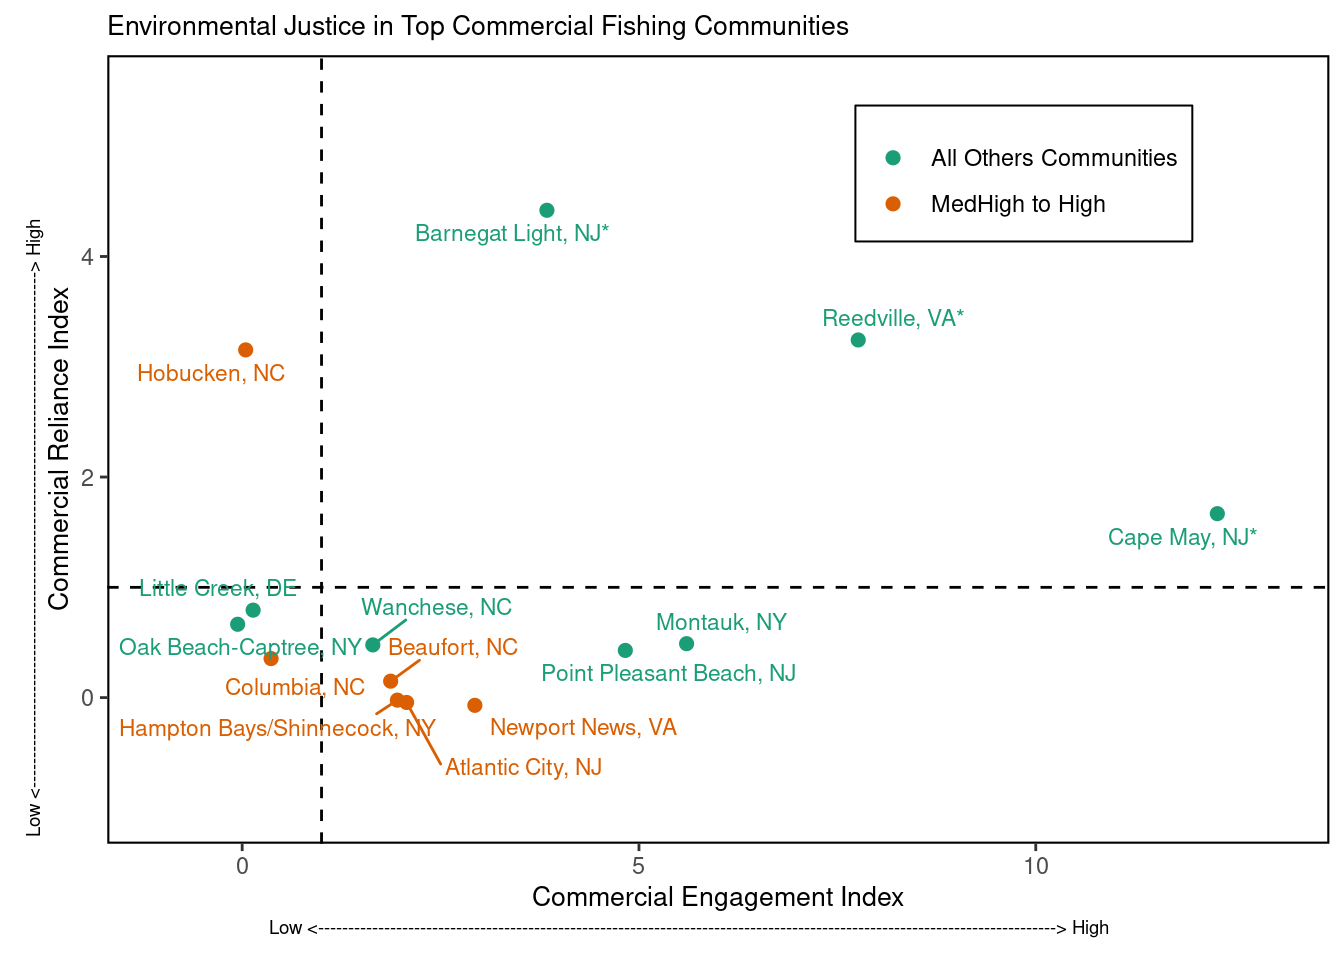 Environmental Justice in Top Commercial Fishing Communities
All Others Communities
MedHigh to High
Barnegat Light, NJ*
Reedville, VA*
Hobucken, NC
Cape May, NJ*
Little Creek, DE
Wanchese, NC
Montauk, NY
Oak Beach-Captree, NY
Beaufort, NC
Point Pleasant Beach, NJ
Columbia, NC
Hampton Bays/Shinnecock, NY
Newport News, VA
Atlantic City, NJ
4
2
0
Commercial Reliance Index
Low <--------------------------------------------------------------------------------------------------------------> High
0
5
10
Commercial Engagement Index
Low <--------------------------------------------------------------------------------------------------------------------------> High